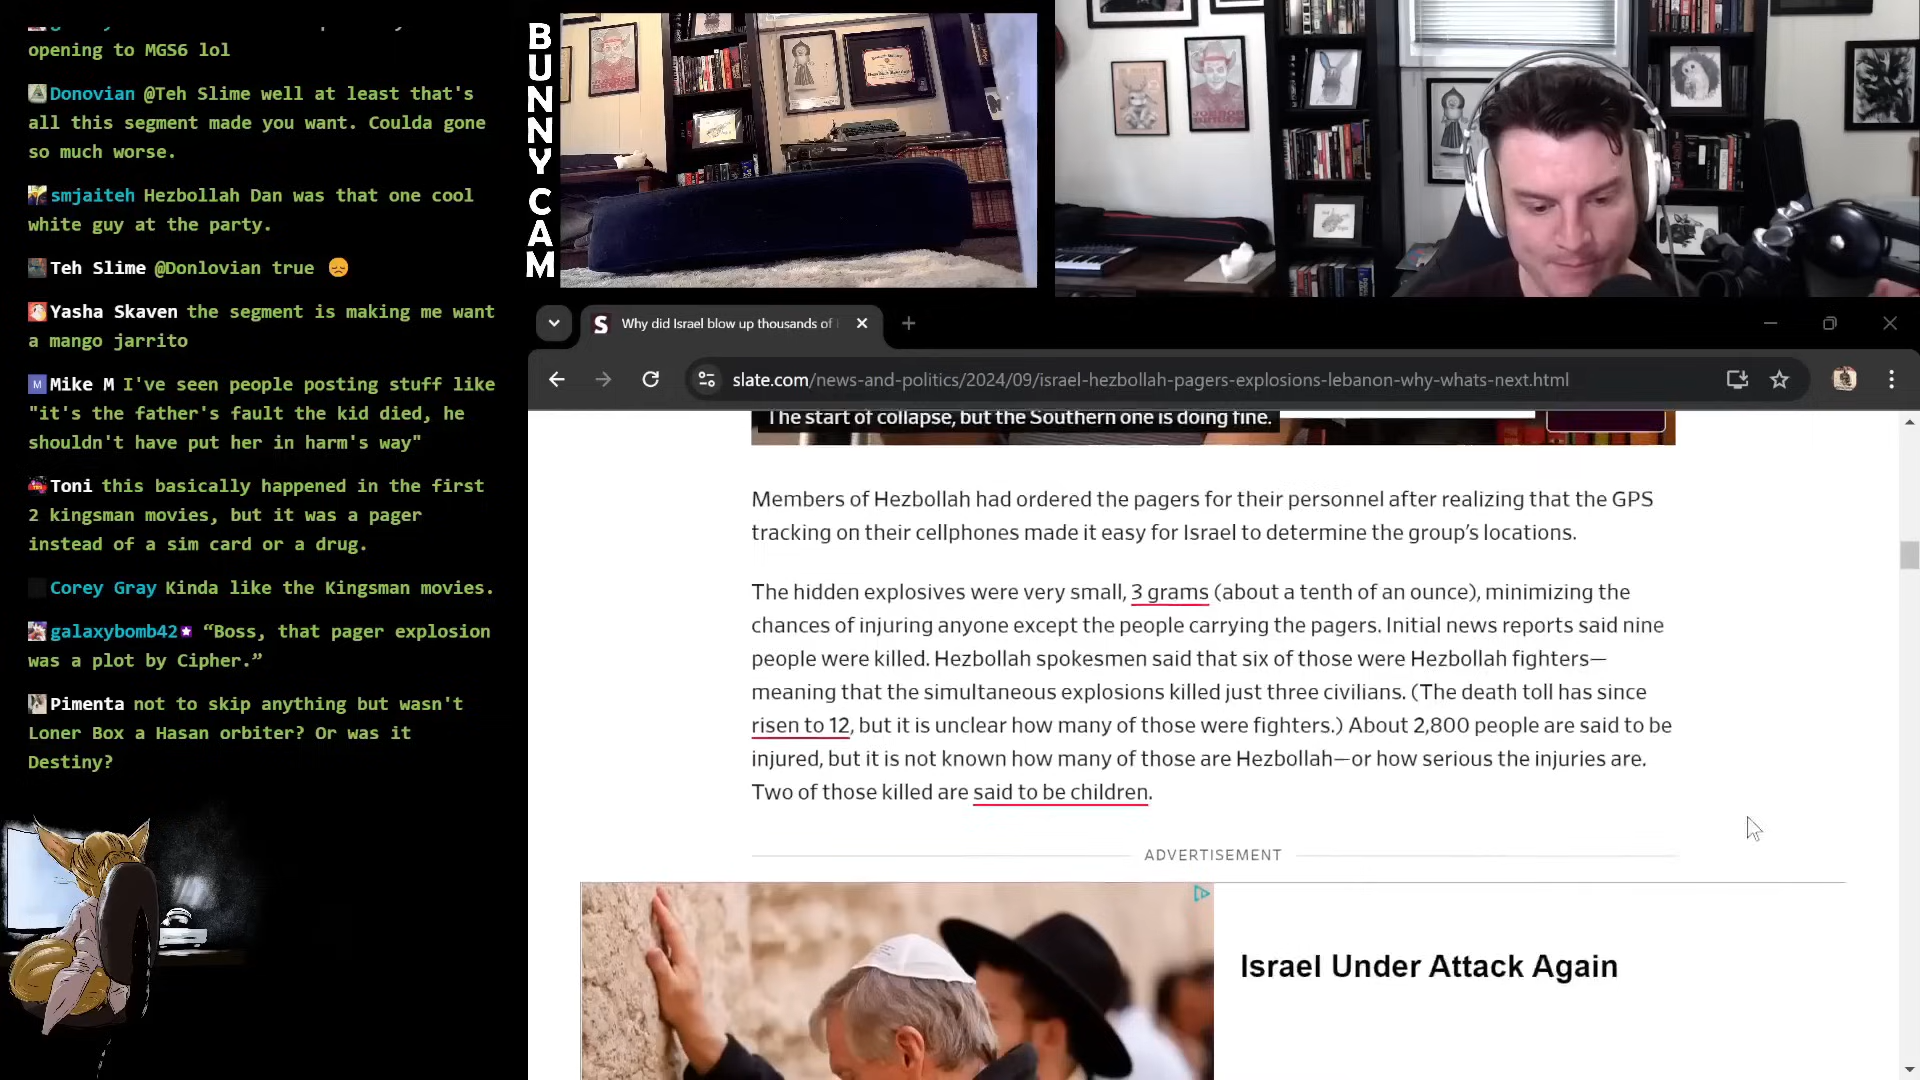 opening to MGS6 lol
Donovian @Teh Slime well at least that's
all this segment made you want. Coulda gone
so much worse.
smjaiteh Hezbollah Dan was that one cool
white guy at the party.
Teh Slime @Donlovian true 😞
Yasha Skaven the segment is making me want
a mango jarrito
M Mike M I've seen people posting stuff like
"it's the father's fault the kid died, he
shouldn't have put her in harm's way"
Toni this basically happened in the first
2 kingsman movies, but it was a pager
instead of a sim card or a drug.
Corey Gray Kinda like the Kingsman movies.
galaxybomb42 “Boss, that pager explosion
was a plot by Cipher.”
Pimenta not to skip anything but wasn't
Loner Box a Hasan orbiter? Or was it
Destiny?
BUNNY CAM
S Why did Israel blow up thousands of
slate.com/news-and-politics/2024/09/israel-hezbollah-pagers-explosions-lebanon-why-whats-next.html
The start of collapse, but the Southern one is doing fine.
Members of Hezbollah had ordered the pagers for their personnel after realizing that the GPS
tracking on their cellphones made it easy for Israel to determine the group’s locations.
The hidden explosives were very small, 3 grams (about a tenth of an ounce), minimizing the
chances of injuring anyone except the people carrying the pagers. Initial news reports said nine
people were killed. Hezbollah spokesmen said that six of those were Hezbollah fighters—
meaning that the simultaneous explosions killed just three civilians. (The death toll has since
risen to 12, but it is unclear how many of those were fighters.) About 2,800 people are said to be
injured, but it is not known how many of those are Hezbollah—or how serious the injuries are.
Two of those killed are said to be children.
ADVERTISEMENT
Israel Under Attack Again